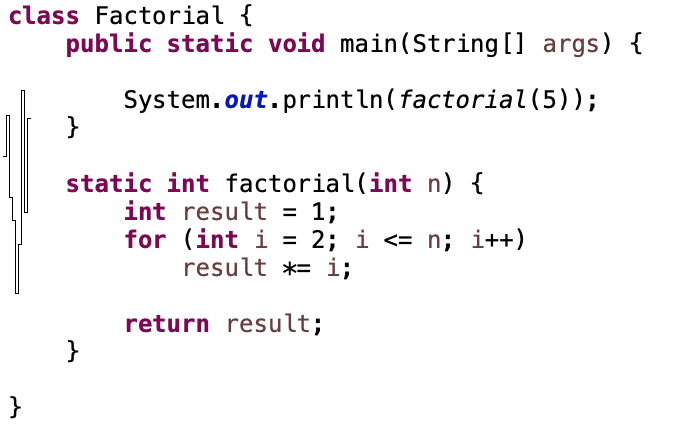 class Factorial {
    public static void main(String[] args) {
        System.out.println(factorial(5));
    }
    static int factorial(int n) {
        int result = 1;
        for (int i = 2; i <= n; i++)
            result *= i;
        return result;
    }
}